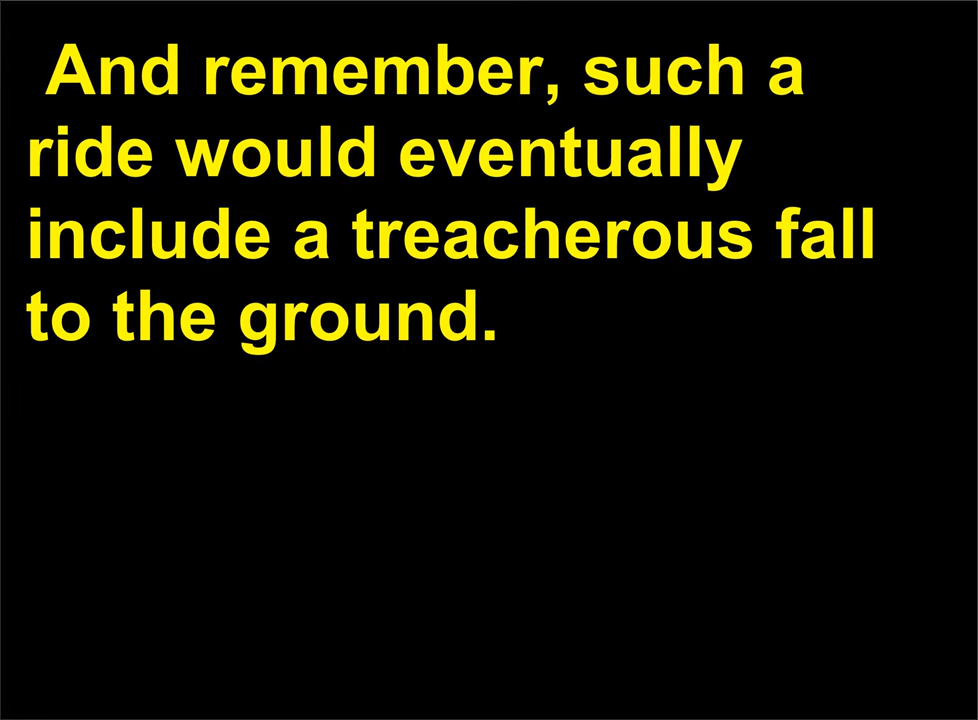 And remember, such a
ride would eventually
include a treacherous fall
to the ground.